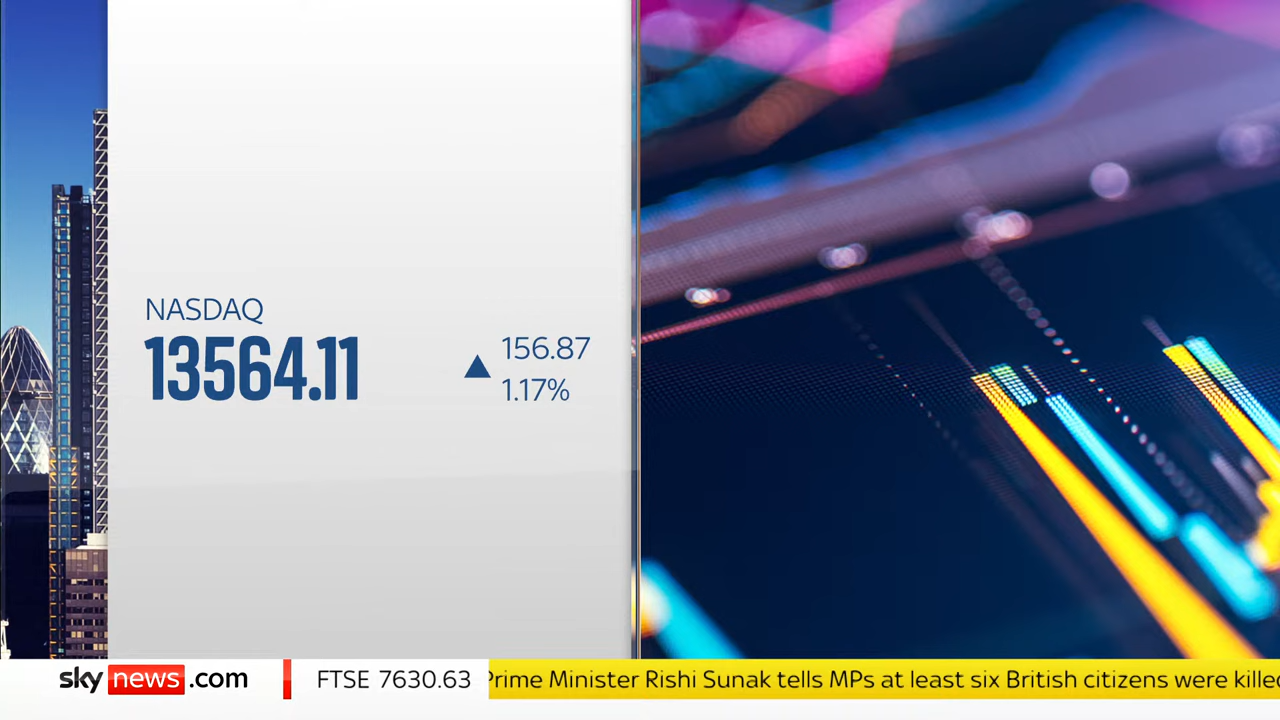 NASDAQ
13564.11
156.87
1.17%
sky news .com
FTSE 7630.63
Prime Minister Rishi Sunak tells MPs at least six British citizens were killed